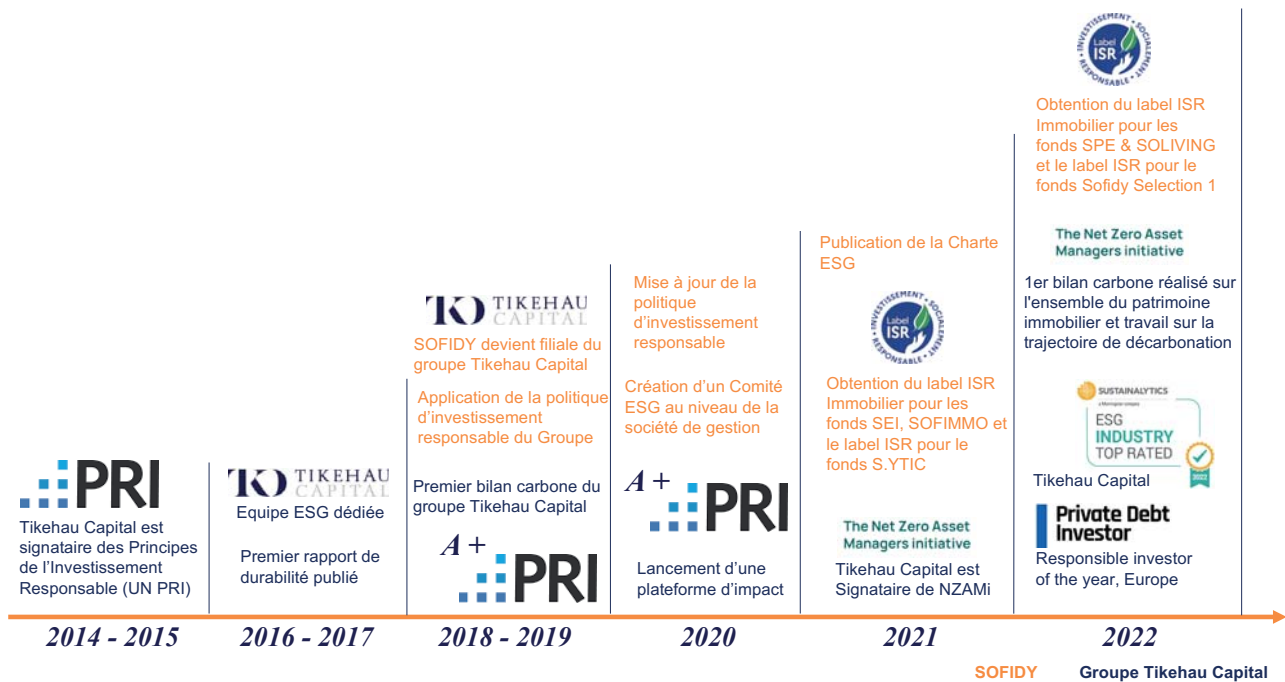 PRI
Tikehau Capital est
signataire des Principes
de l'Investissement
Responsable (UN PRI)
2014 - 2015
TIKEHAU
CAPITAL
Equipe ESG dédiée
Premier rapport de
durabilité publié
2016 - 2017
TIKEHAU
CAPITAL
SOFIDY devient filiale du
groupe Tikehau Capital
Application de la politique
d'investissement
responsable du Groupe
Premier bilan carbone du
groupe Tikehau Capital
A+
PRI
2018 - 2019
Mise à jour de la
politique
d'investissement
responsable
Création d'un Comité
ESG au niveau de la
société de gestion
A+
PRI
Lancement d'une
plateforme d'impact
2020
Publication de la Charte
ESG
INVESTISSEMENT SOCIALEMENT RESPONSABLE
Label
ISR
Obtention du label ISR
Immobilier pour les
fonds SEI, SOFIMMO et
le label ISR pour le
fonds S.YTIC
The Net Zero Asset
Managers initiative
Tikehau Capital est
Signataire de NZAMi
2021
INVESTISSEMENT SOCIALEMENT RESPONSABLE
Label
ISR
Obtention du label ISR
Immobilier pour les
fonds SPE & SOLIVING
et le label ISR pour le
fonds Sofidy Selection 1
The Net Zero Asset
Managers initiative
1er bilan carbone réalisé sur
l'ensemble du patrimoine
immobilier et travail sur la
trajectoire de décarbonation
SUSTAINALYTICS
a Morningstar company
ESG
INDUSTRY
TOP RATED
2022
Tikehau Capital
Private Debt
Investor
Responsible investor
of the year, Europe
2022
SOFIDY
Groupe Tikehau Capital